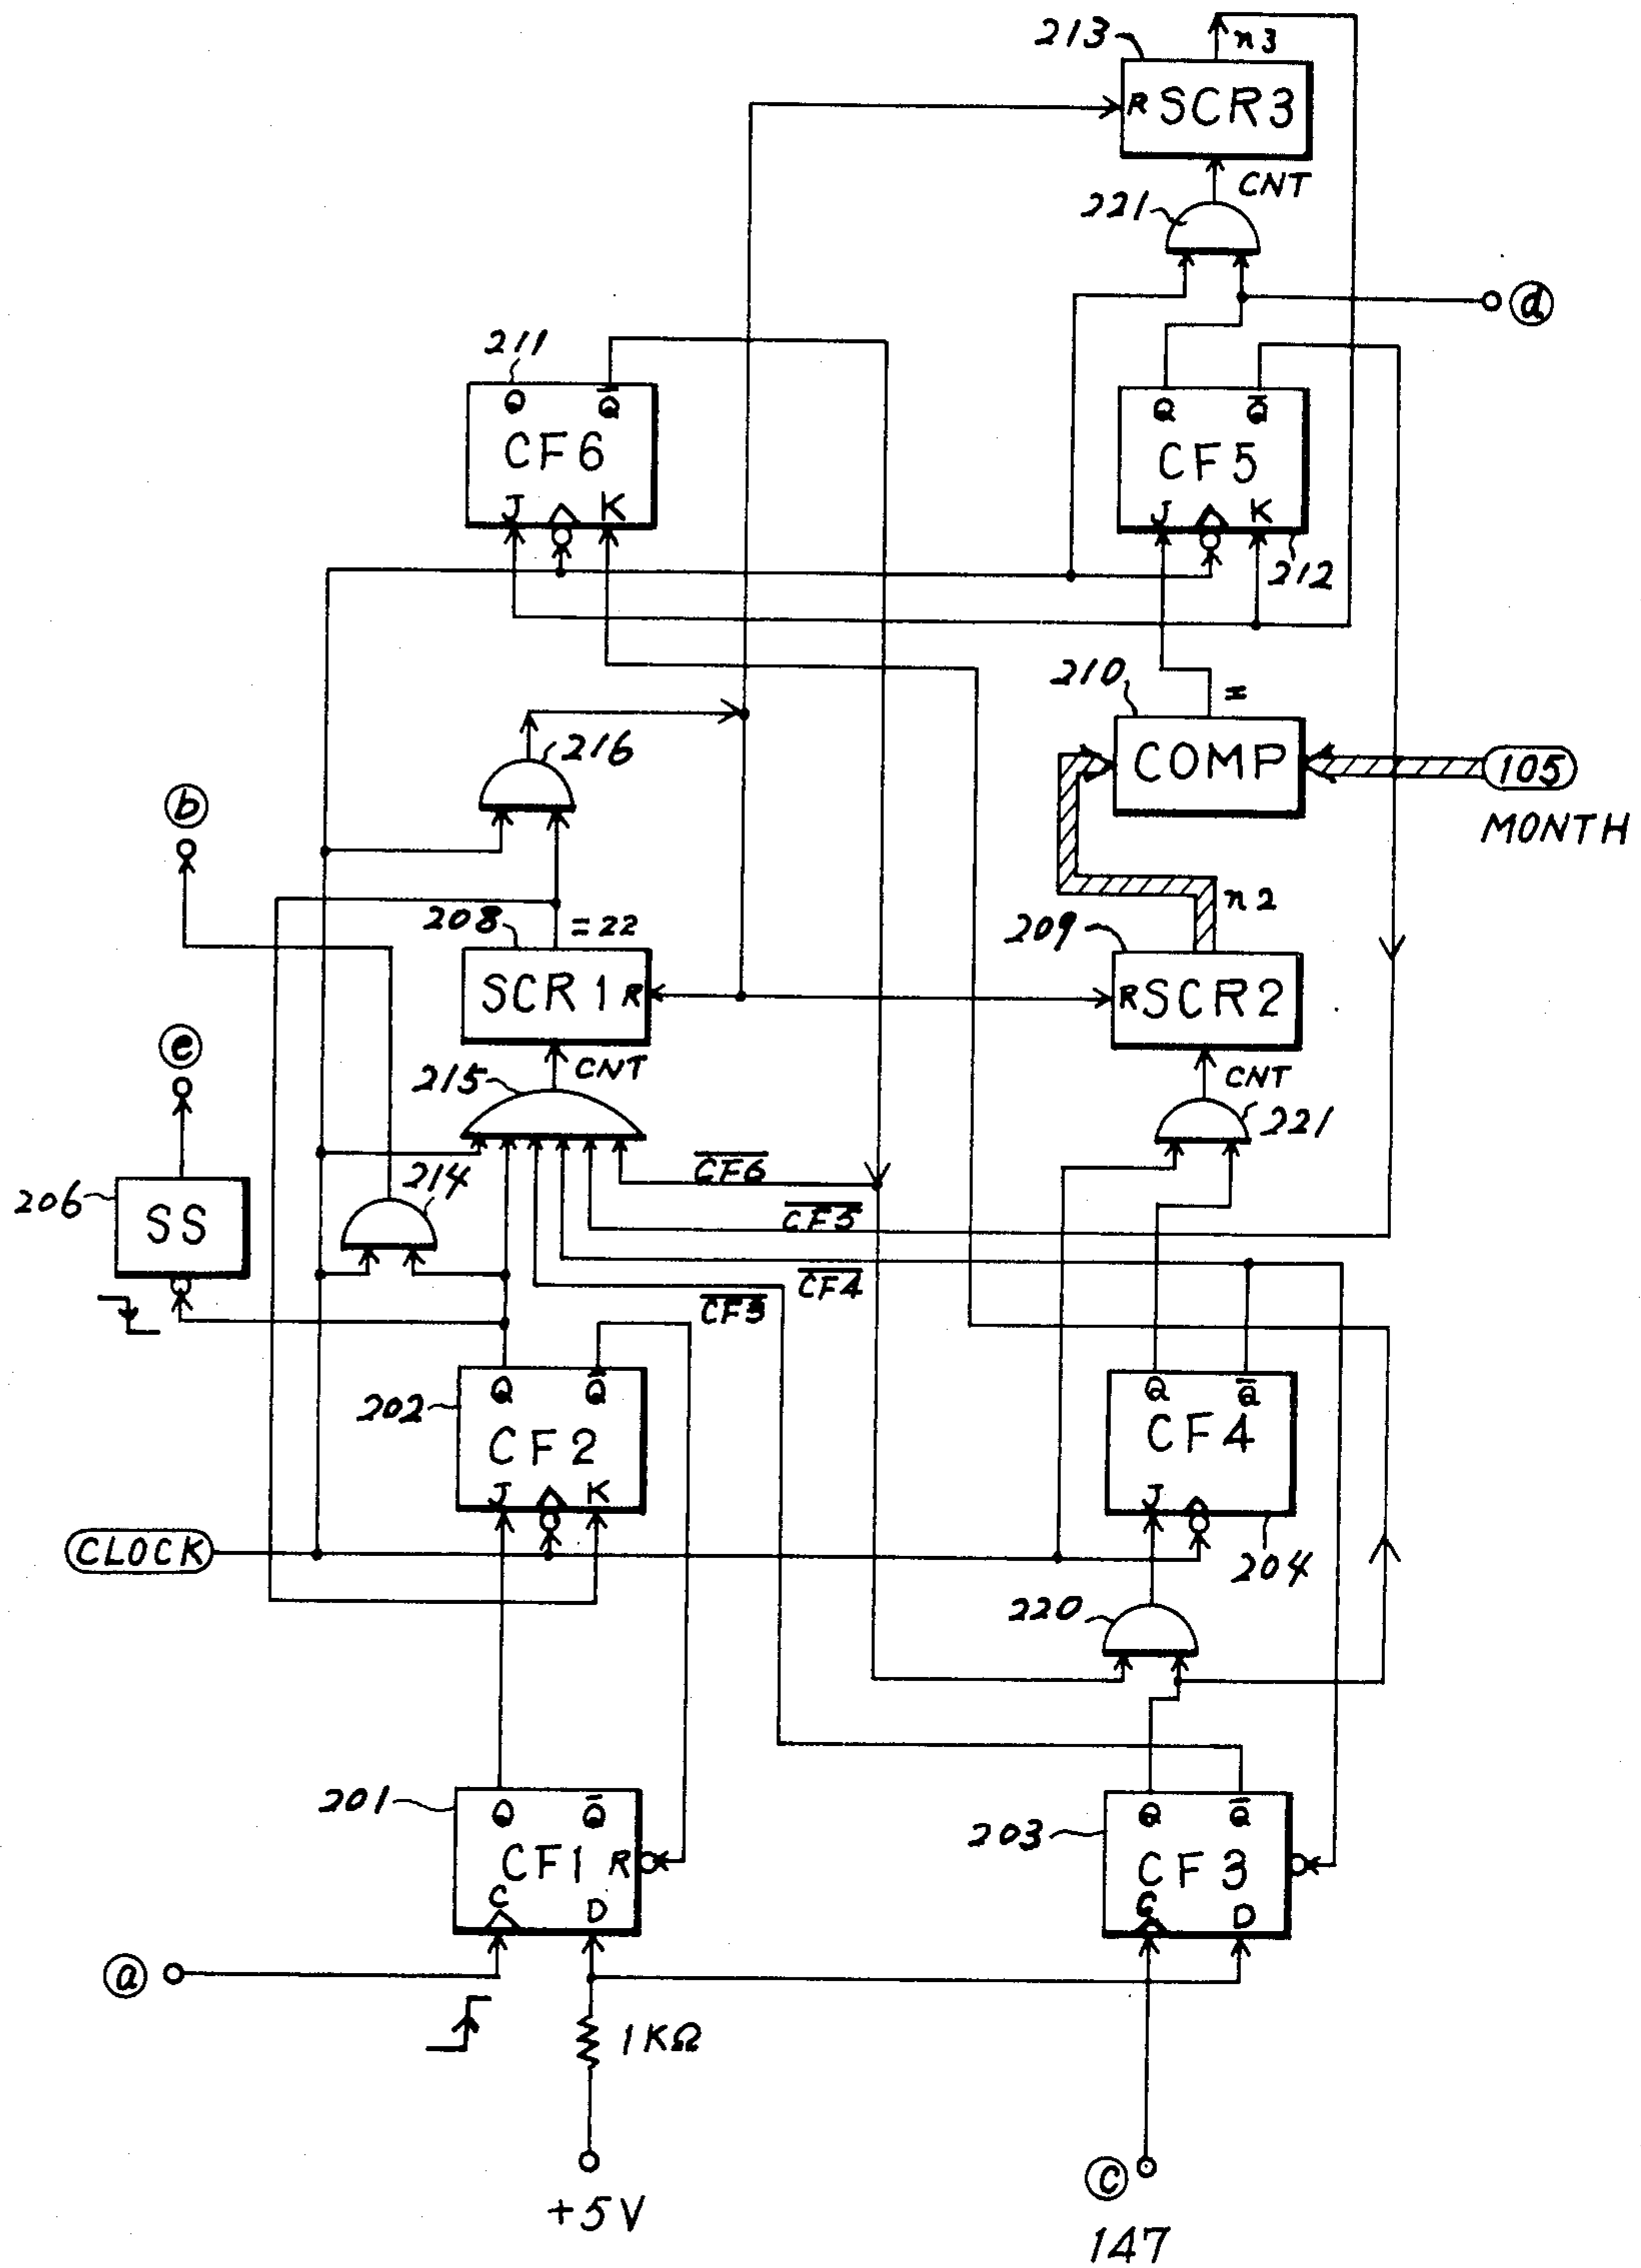 213
n3
R SCR3
CNT
221
d
211
Q Q̅
CF6
J K
Q Q̅
CF5
J K
212
210
=
COMP
105
MONTH
216
b
208
=22
SCR1 R
n2
209
R SCR2
CNT
221
e
215
CNT
206
SS
214
C̅F̅6̅
C̅F̅5̅
C̅F̅4̅
C̅F̅3̅
202
Q Q̅
CF2
J K
Q Q̅
CF4
J
204
CLOCK
220
201
Q Q̅
CF1 R
C D
203
Q Q̅
CF3
C D
a
1KΩ
+5V
c
147